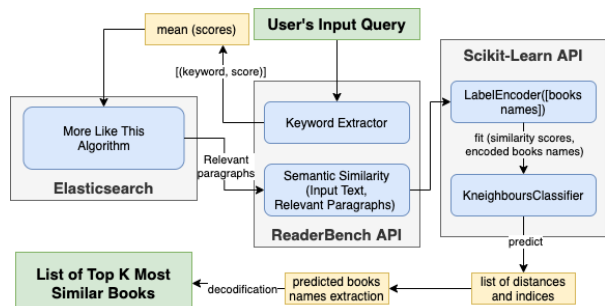 User's Input Query
mean (scores)
[(keyword, score)]
Scikit-Learn API
LabelEncoder([books
names])
fit (similarity scores,
encoded books names)
KneighboursClassifier
predict
More Like This
Algorithm
Elasticsearch
Relevant
paragraphs
Keyword Extractor
Semantic Similarity
(Input Text,
Relevant Paragraphs)
ReaderBench API
List of Top K Most
Similar Books
decodification
predicted books
names extraction
list of distances
and indices